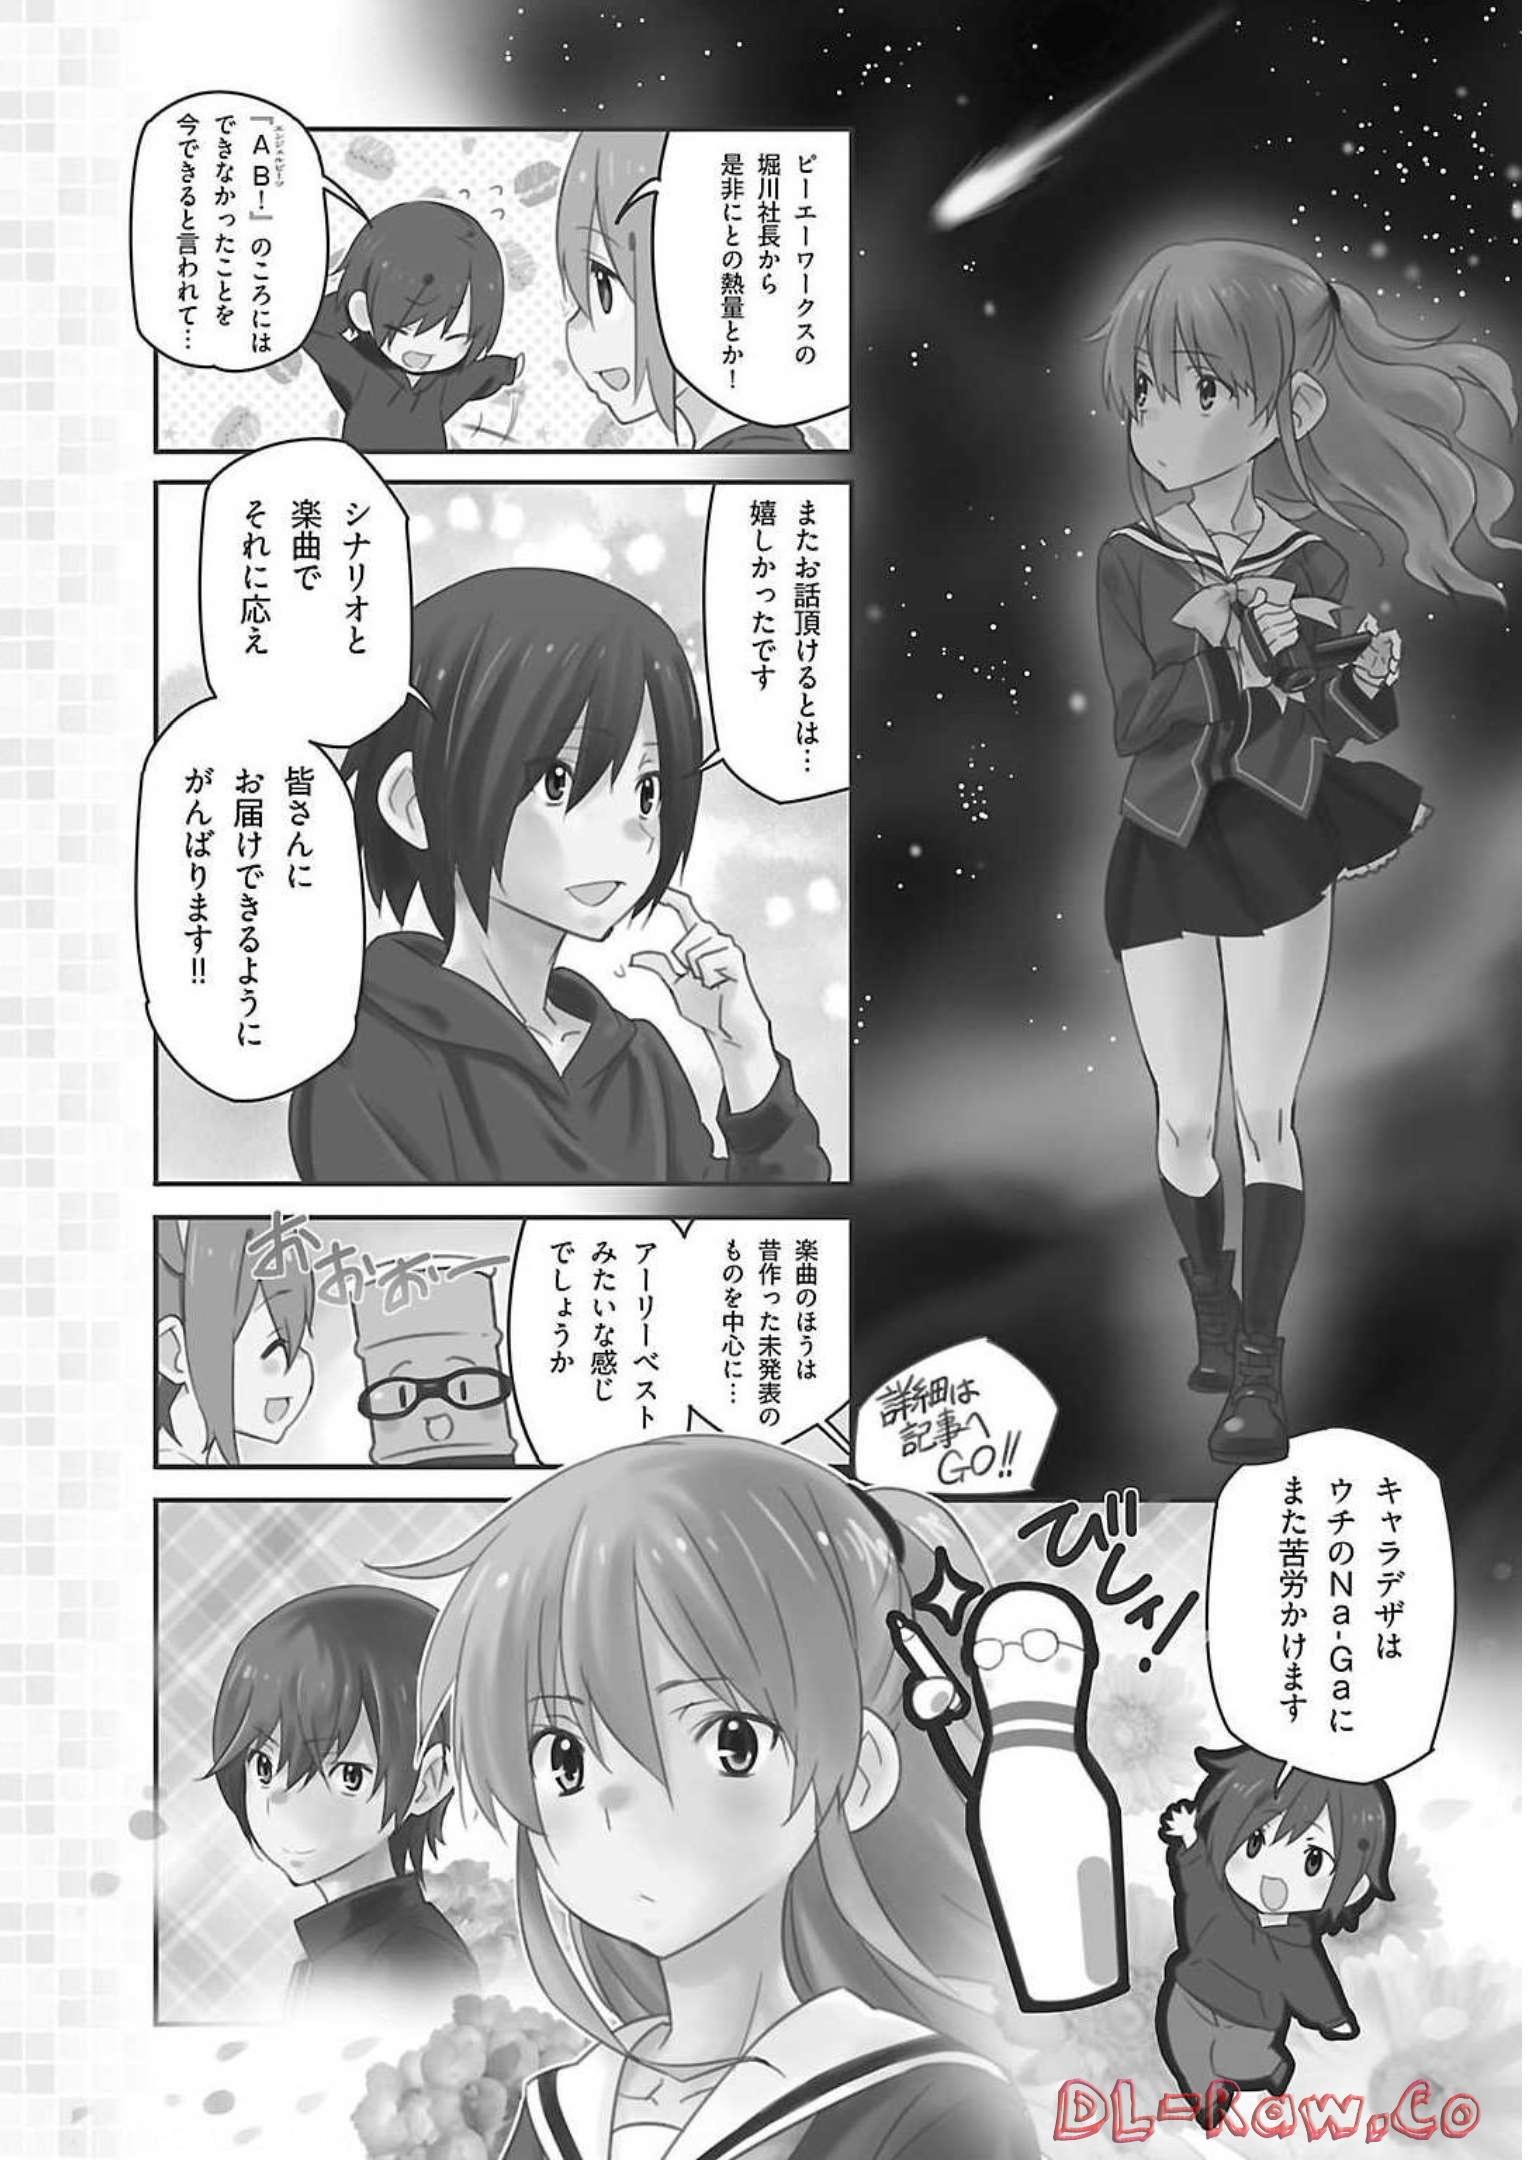 ピーエーワークスの
堀川社長から
是非にとの熱量とか！
『AB！』のころには
エンジェルビーツ
できなかったことを
今できると言われて…
またお話頂けるとは…
嬉しかったです
シナリオと
楽曲で
それに応え
皆さんに
お届けできるように
がんばります!!
楽曲のほうは
昔作った未発表の
ものを中心に…
アーリーベスト
みたいな感じ
でしょうか
おおおー
詳細は
記事へ
GO!!
キャラデザは
ウチのNa-Gaに
また苦労かけます
びしィ!
DL-Raw.Co